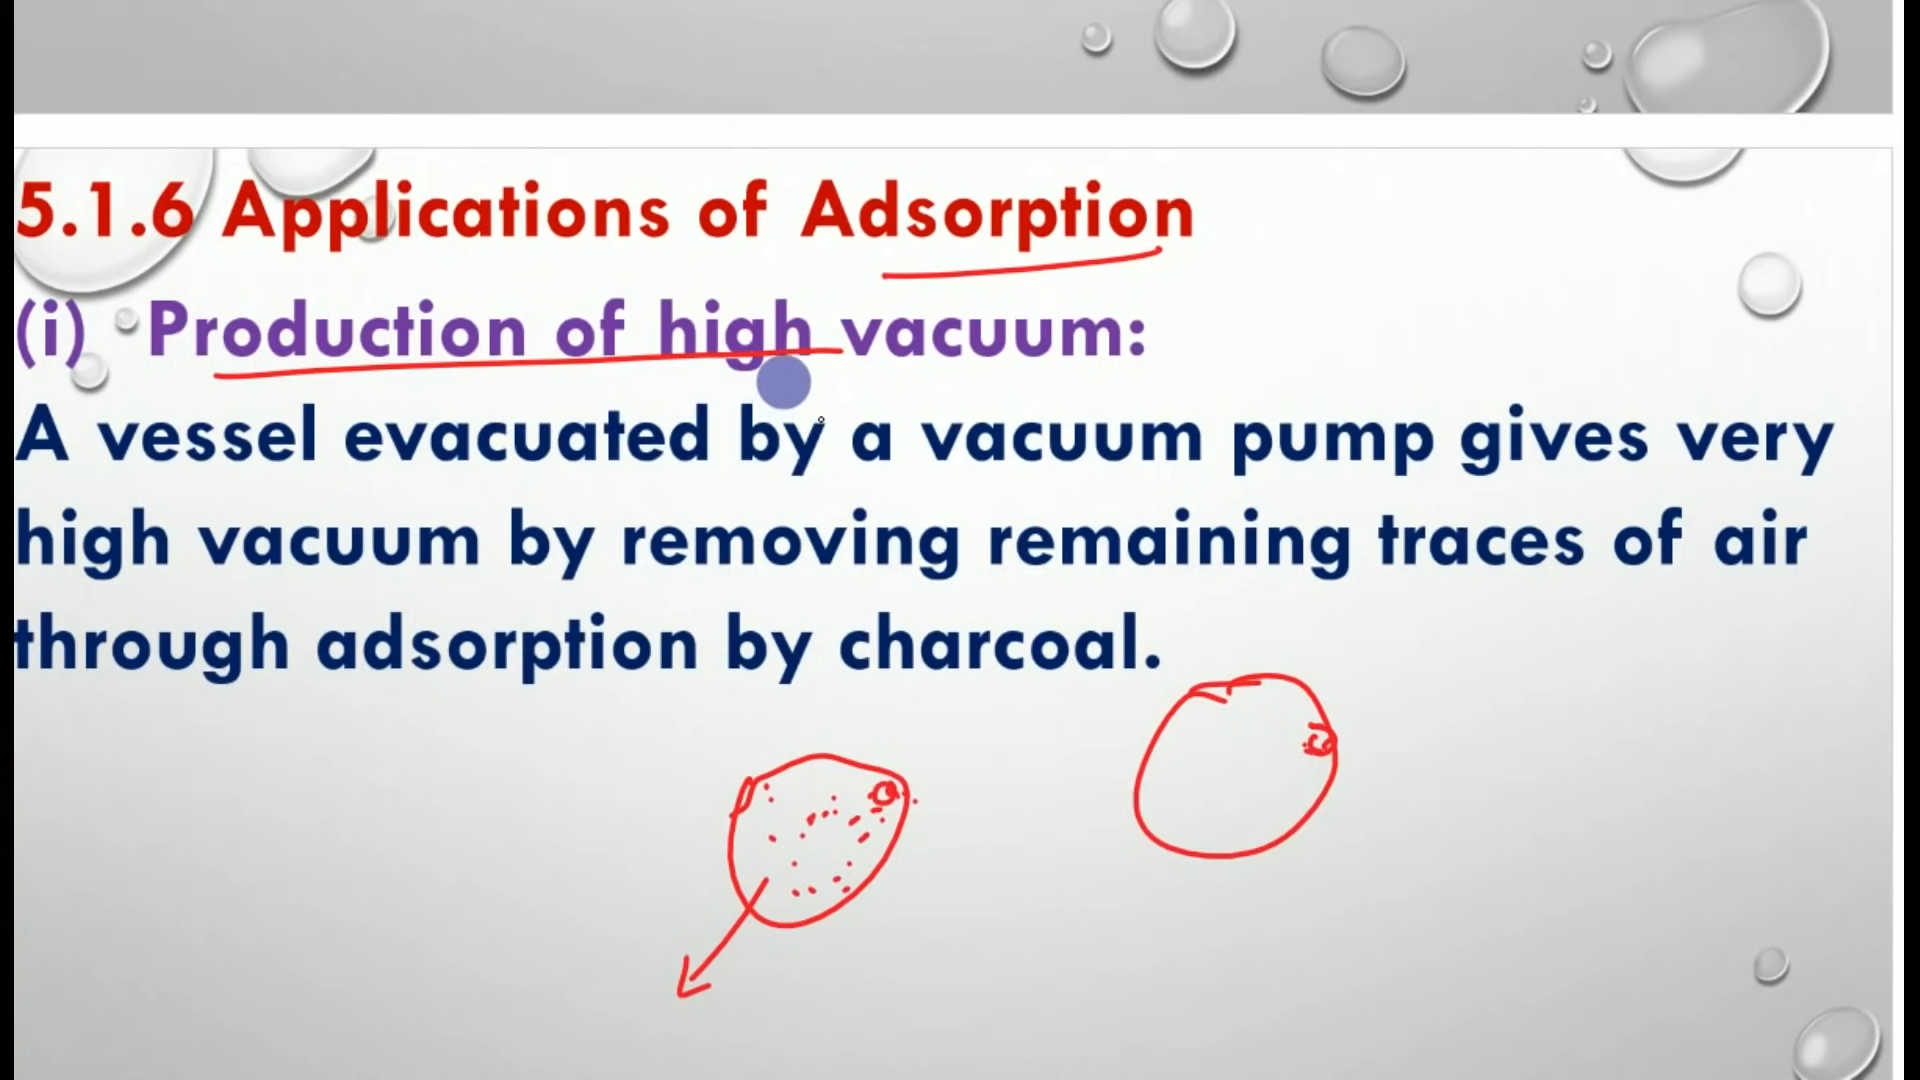 5.1.6 Applications of Adsorption
(i) Production of high vacuum:
A vessel evacuated by a vacuum pump gives very
high vacuum by removing remaining traces of air
through adsorption by charcoal.